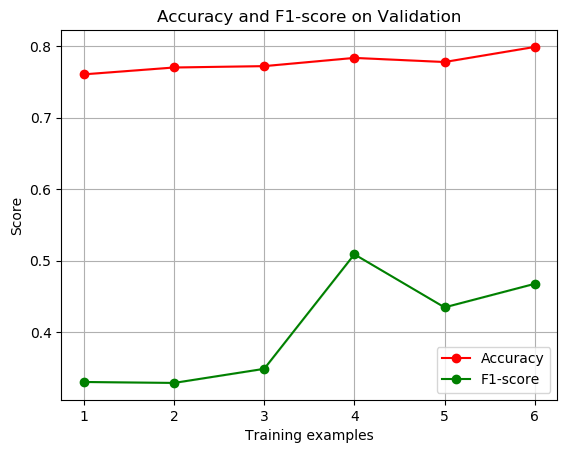 Accuracy and F1-score on Validation
0.8
0.7
0.6
0.5
0.4
Score
1 2 3 4 5 6
Training examples
Accuracy
F1-score